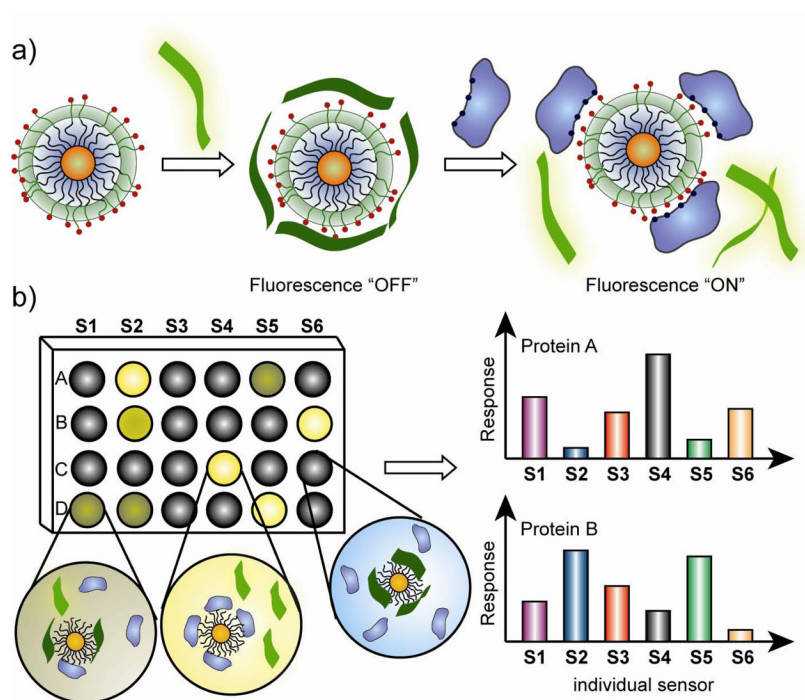 a)
Fluorescence “OFF”
Fluorescence “ON”
b)
S1 S2 S3 S4 S5 S6
A
B
C
D
Response
Protein A
S1 S2 S3 S4 S5 S6
Response
Protein B
S1 S2 S3 S4 S5 S6
individual sensor